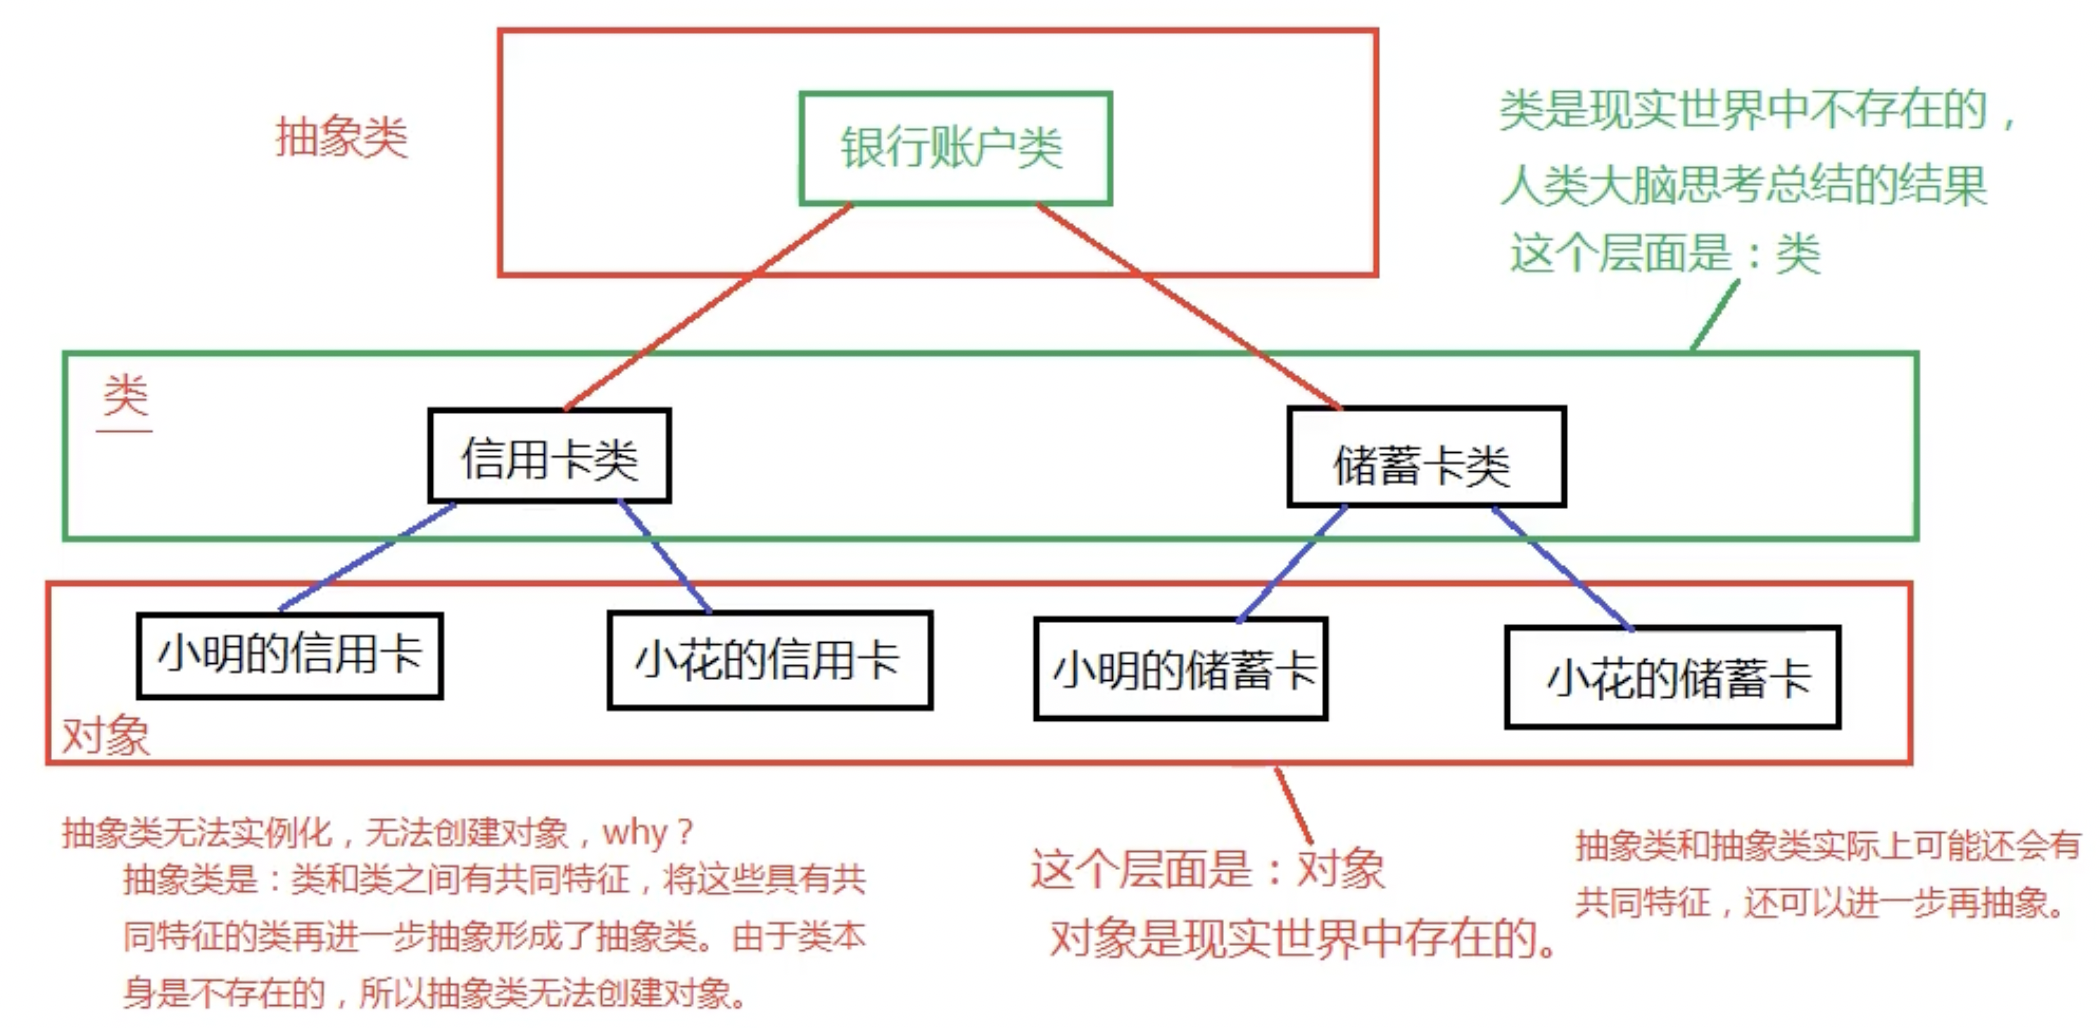 抽象类
银行账户类
类是现实世界中不存在的，
人类大脑思考总结的结果
这个层面是：类
类
信用卡类
储蓄卡类
小明的信用卡
小花的信用卡
小明的储蓄卡
小花的储蓄卡
对象
抽象类无法实例化，无法创建对象，why？
抽象类是：类和类之间有共同特征，将这些具有共
同特征的类再进一步抽象形成了抽象类。由于类本
身是不存在的，所以抽象类无法创建对象。
这个层面是：对象
对象是现实世界中存在的。
抽象类和抽象类实际上可能还会有
共同特征，还可以进一步再抽象。